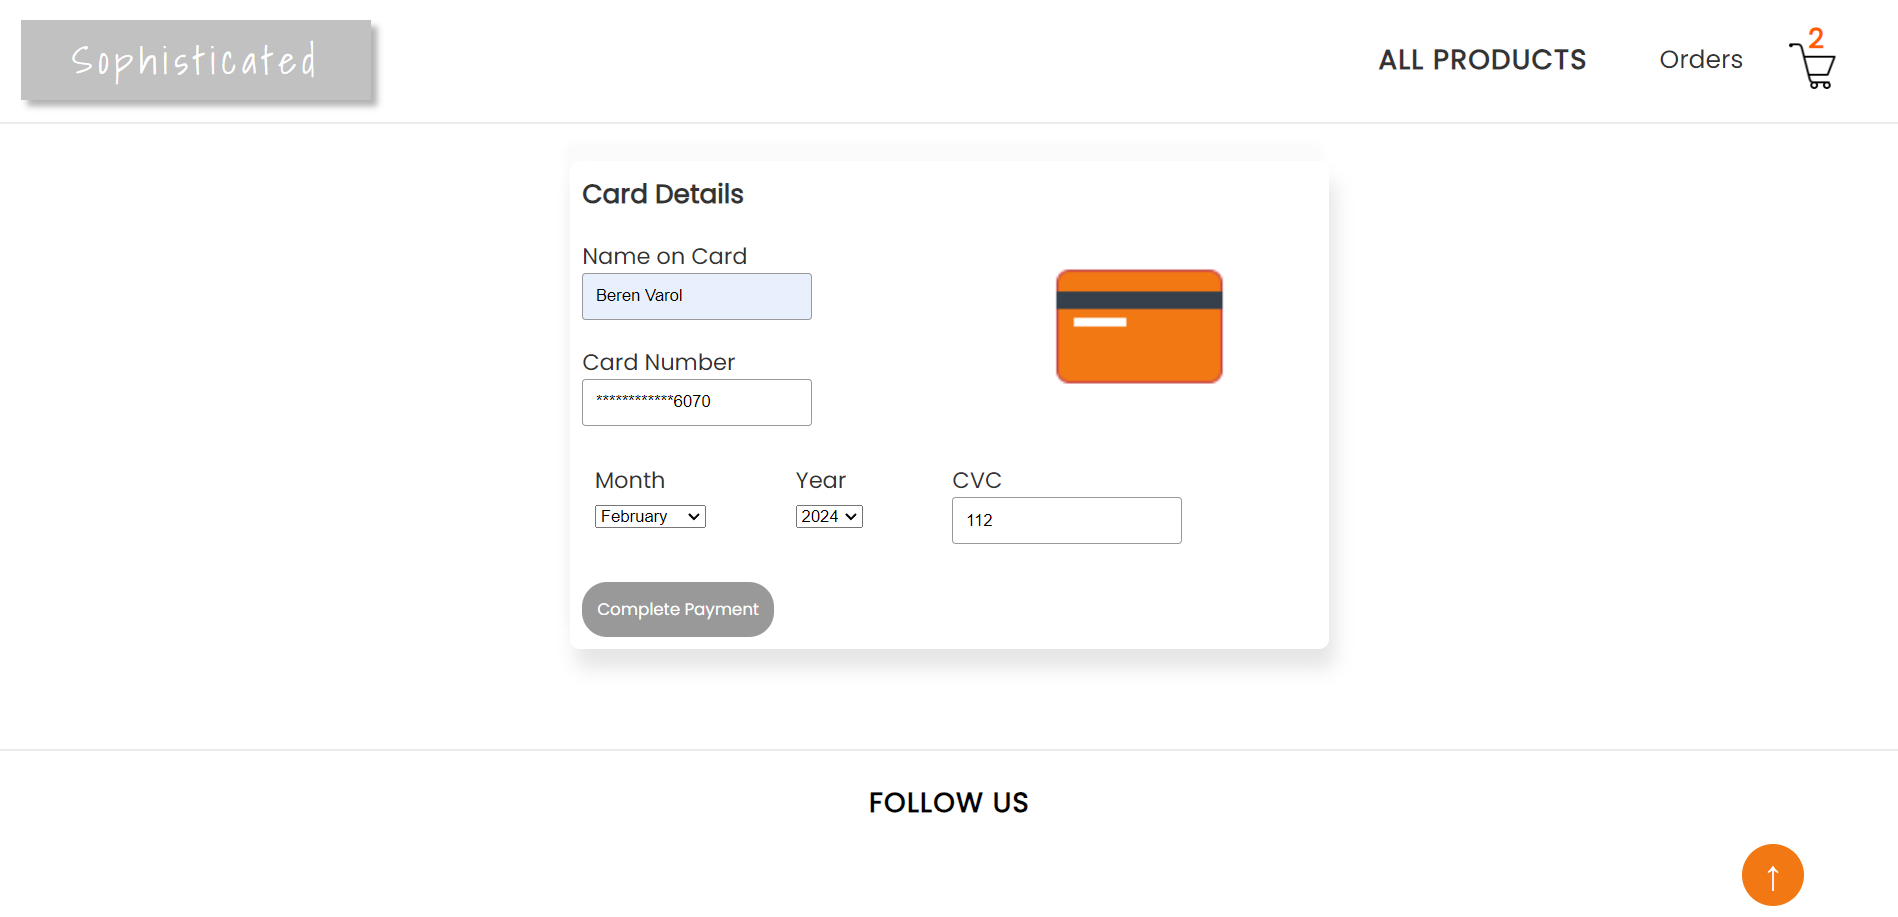 Sophisticated
ALL PRODUCTS
Orders
2
Card Details
Name on Card
Beren Varol
Card Number
************6070
Month
Year
CVC
February
2024
112
Complete Payment
FOLLOW US
↑